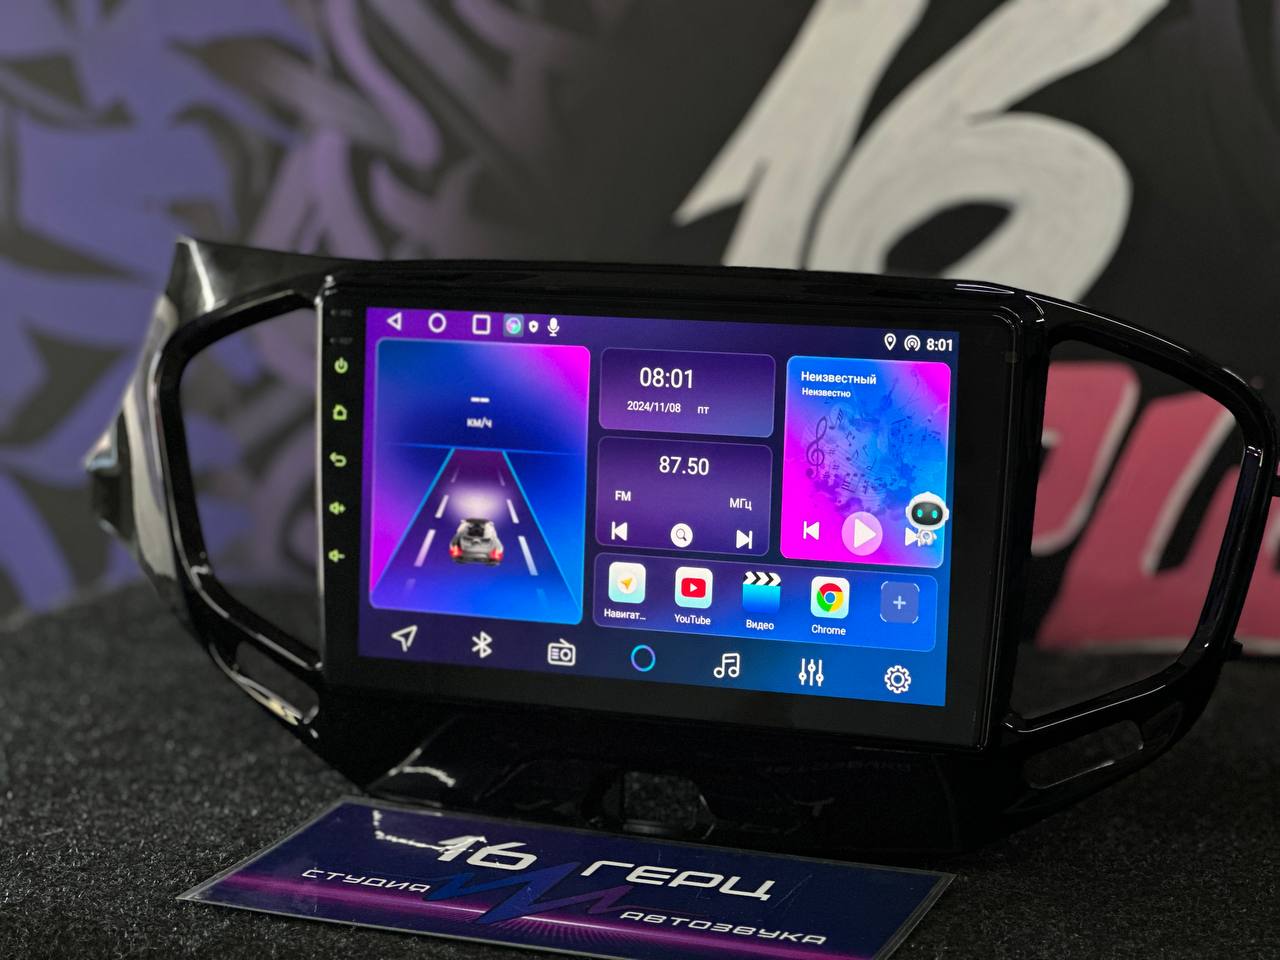 16
8:01
--
км/ч
08:01
2024/11/08 пт
Неизвестный
Неизвестно
87.50
FM
МГц
Навигат...
YouTube
Видео
Chrome
16 ГЕРЦ
СТУДИЯ
АВТОЗВУКА